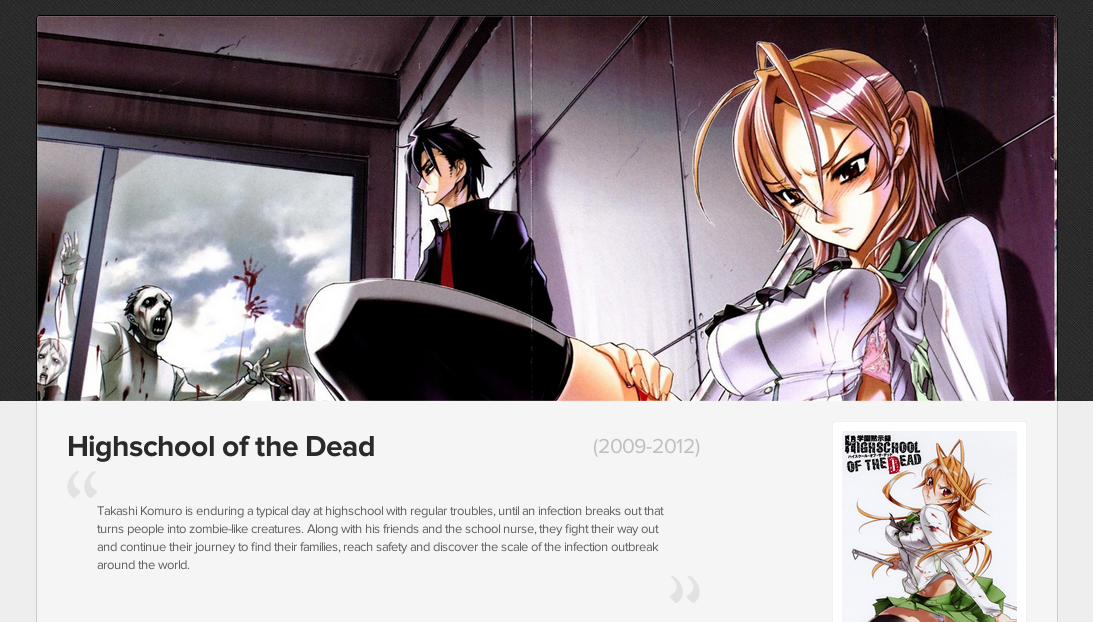 Highschool of the Dead
(2009-2012)
“
Takashi Komuro is enduring a typical day at highschool with regular troubles, until an infection breaks out that
turns people into zombie-like creatures. Along with his friends and the school nurse, they fight their way out
and continue their journey to find their families, reach safety and discover the scale of the infection outbreak
around the world.
”
学園黙示録
HIGHSCHOOL
ハイスクール・オブ・ザ・デッド
OF THE DEAD